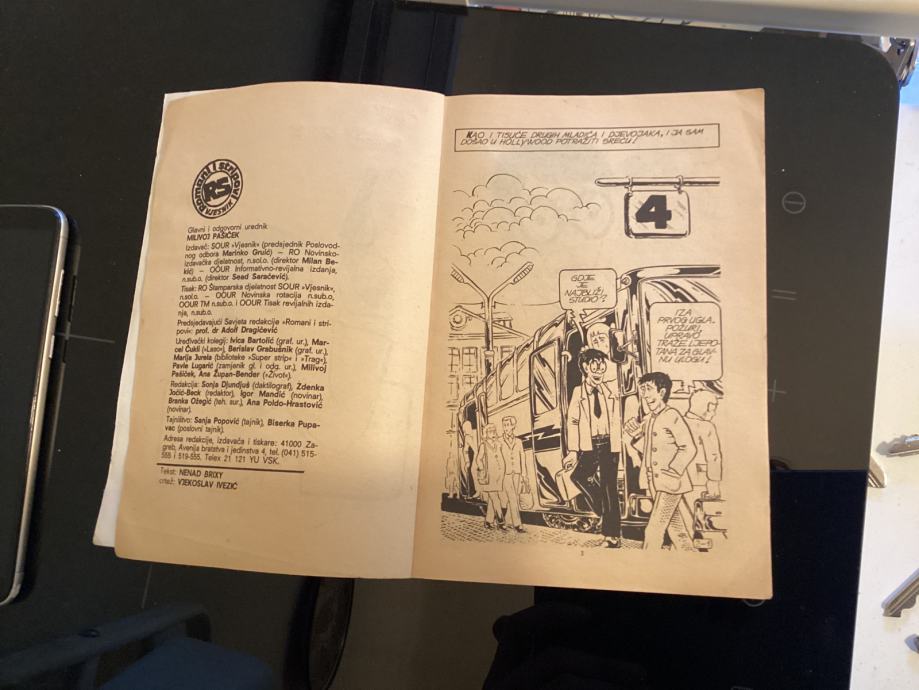 Romani i stripovi
VJESNIK
RS
Glavni i odgovorni urednik
MILIVOJ PAŠIČEK
Izdavač: SOUR »Vjesnik« (predsjednik Poslovod-
nog odbora Marinko Gruić) — RO Novinsko-
izdavačka djelatnost, n.sol.o. (direktor Milan Be-
kić) — OOUR Informativno-revijalna izdanja,
n.sub.o. (direktor Sead Saračević).
Tisak: RO Štamparska djelatnost SOUR »Vjesnik«,
n.sol.o. — OOUR Novinska rotacija n.sub.o,
OOUR TM n.sub.o. i OOUR Tisak revijalnih izda-
nja, n.sub.o.
Predsjedavajući Savjeta redakcije »Romani i stri-
povi«: prof. dr Adolf Dragičević
Uređivački kolegij: Ivica Bartolić (graf. ur.), Mar-
cel Čukli (»Laso«), Berislav Grabušnik (graf. ur.),
Marija Jurela (biblioteke »Super strip« i »Trag«),
Pavle Lugarić (zamjenik gl. i odg. ur.), Milivoj
Pašiček, Ana Župan-Bender (»Život«).
Redakcija: Sonja Djundjuš (daktilograf), Ždenka
Jočić-Beck (redaktor), Igor Mandić (novinar),
Branka Ožegić (teh. sur.), Ana Poldo-Hrastović
(novinar).
Tajništvo: Sanja Popović (tajnik), Biserka Pupa-
vac (poslovni tajnik).
Adresa redakcije, izdavača i tiskare: 41000 Za-
greb, Avenija bratstva i jedinstva 4, tel. (041) 515-
555 i 519-555. Telex 21 121 YU VSK.
Tekst: NENAD BRIXY
crtež: VJEKOSLAV IVEZIĆ
KAO I TISUĆE DRUGIH MLADIĆA I DJEVOJAKA, I JA SAM
DOŠAO U HOLLYWOOD POTRAŽITI SREĆU!
4
GDJE
JE
NAJBLIŽI
STUDIO?
IZA
PRVOG UGLA..
POŽURI,
UPRAVO
TRAŽE LJEPO-
TANA ZA GLAV-
NU ULOGU!
3